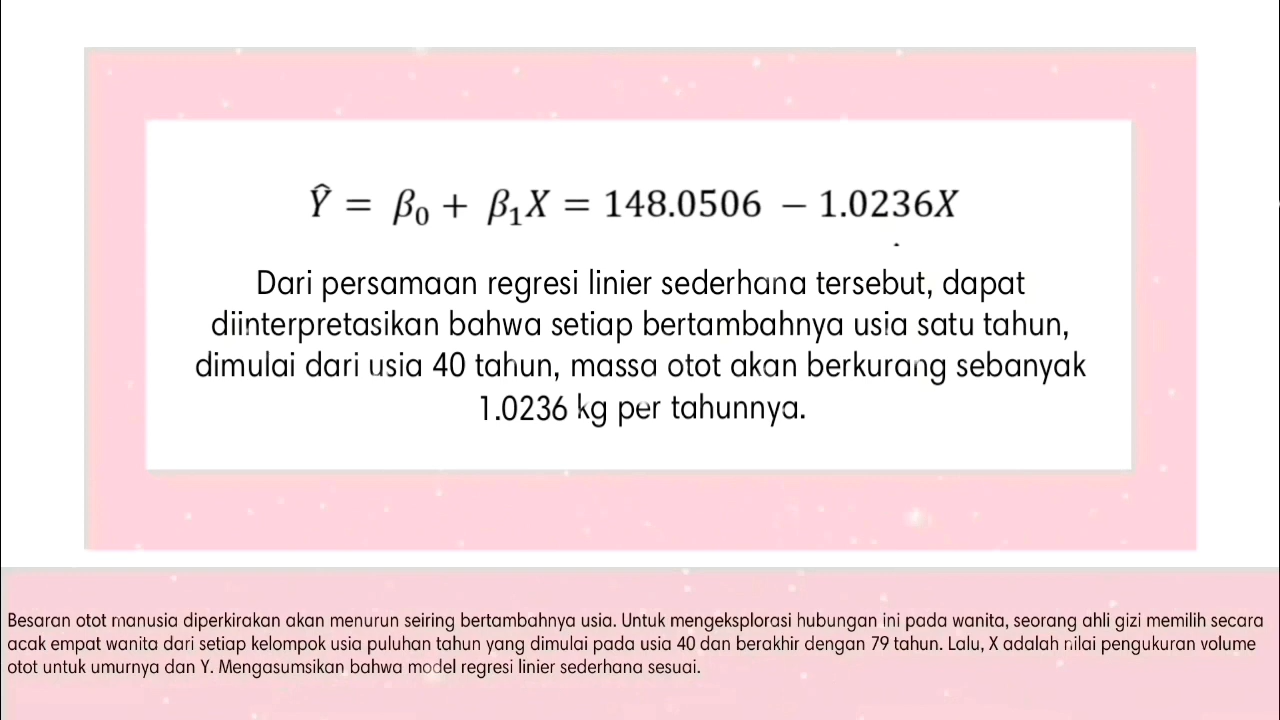 Ŷ = β₀ + β₁X = 148.0506 − 1.0236X
Dari persamaan regresi linier sederhana tersebut, dapat
diinterpretasikan bahwa setiap bertambahnya usia satu tahun,
dimulai dari usia 40 tahun, massa otot akan berkurang sebanyak
1.0236 kg per tahunnya.
Besaran otot manusia diperkirakan akan menurun seiring bertambahnya usia. Untuk mengeksplorasi hubungan ini pada wanita, seorang ahli gizi memilih secara
acak empat wanita dari setiap kelompok usia puluhan tahun yang dimulai pada usia 40 dan berakhir dengan 79 tahun. Lalu, X adalah nilai pengukuran volume
otot untuk umurnya dan Y. Mengasumsikan bahwa model regresi linier sederhana sesuai.